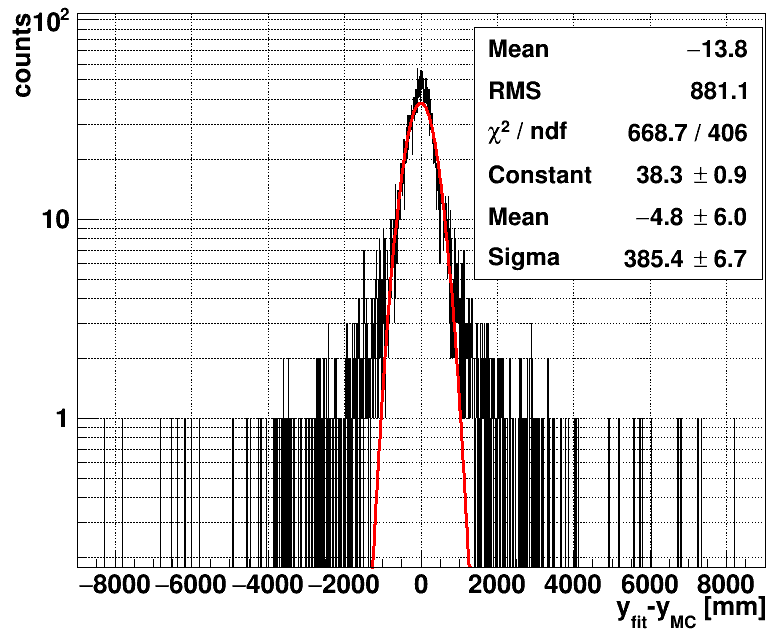 counts
10²
10
1
Mean −13.8
RMS 881.1
χ² / ndf 668.7 / 406
Constant 38.3 ± 0.9
Mean −4.8 ± 6.0
Sigma 385.4 ± 6.7
−8000 −6000 −4000 −2000 0 2000 4000 6000 8000
y_fit-y_MC [mm]